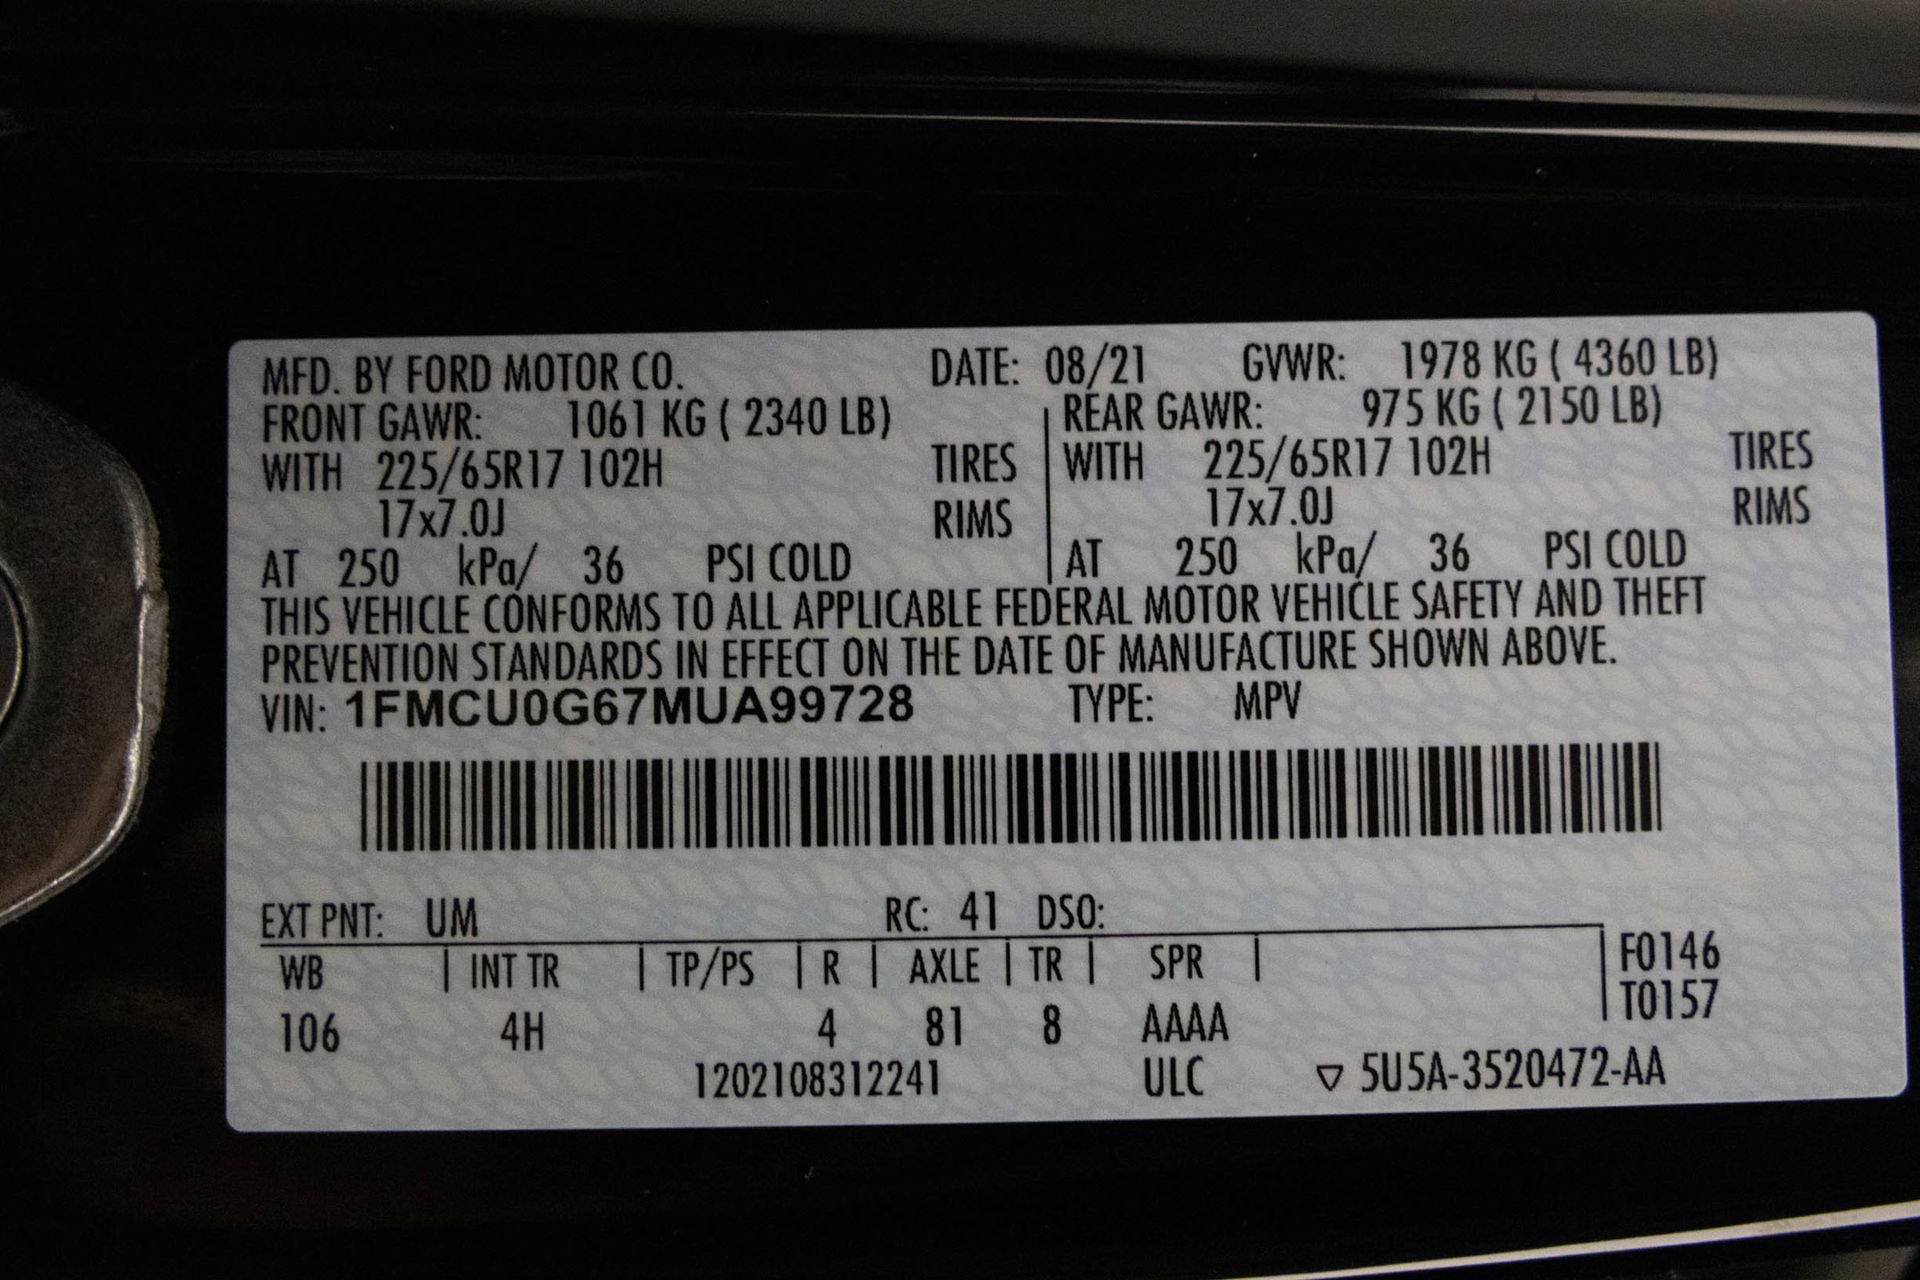 MFD. BY FORD MOTOR CO. DATE: 08/21 GVWR: 1978 KG ( 4360 LB)
FRONT GAWR: 1061 KG ( 2340 LB) REAR GAWR: 975 KG ( 2150 LB)
WITH 225/65R17 102H TIRES WITH 225/65R17 102H TIRES
17x7.0J RIMS 17x7.0J RIMS
AT 250 kPa/ 36 PSI COLD AT 250 kPa/ 36 PSI COLD
THIS VEHICLE CONFORMS TO ALL APPLICABLE FEDERAL MOTOR VEHICLE SAFETY AND THEFT
PREVENTION STANDARDS IN EFFECT ON THE DATE OF MANUFACTURE SHOWN ABOVE.
VIN: 1FMCU0G67MUA99728 TYPE: MPV
EXT PNT: UM RC: 41 DSO:
WB INT TR TP/PS R AXLE TR SPR F0146
T0157
106 4H 4 81 8 AAAA
1202108312241 ULC ▽ 5U5A-3520472-AA